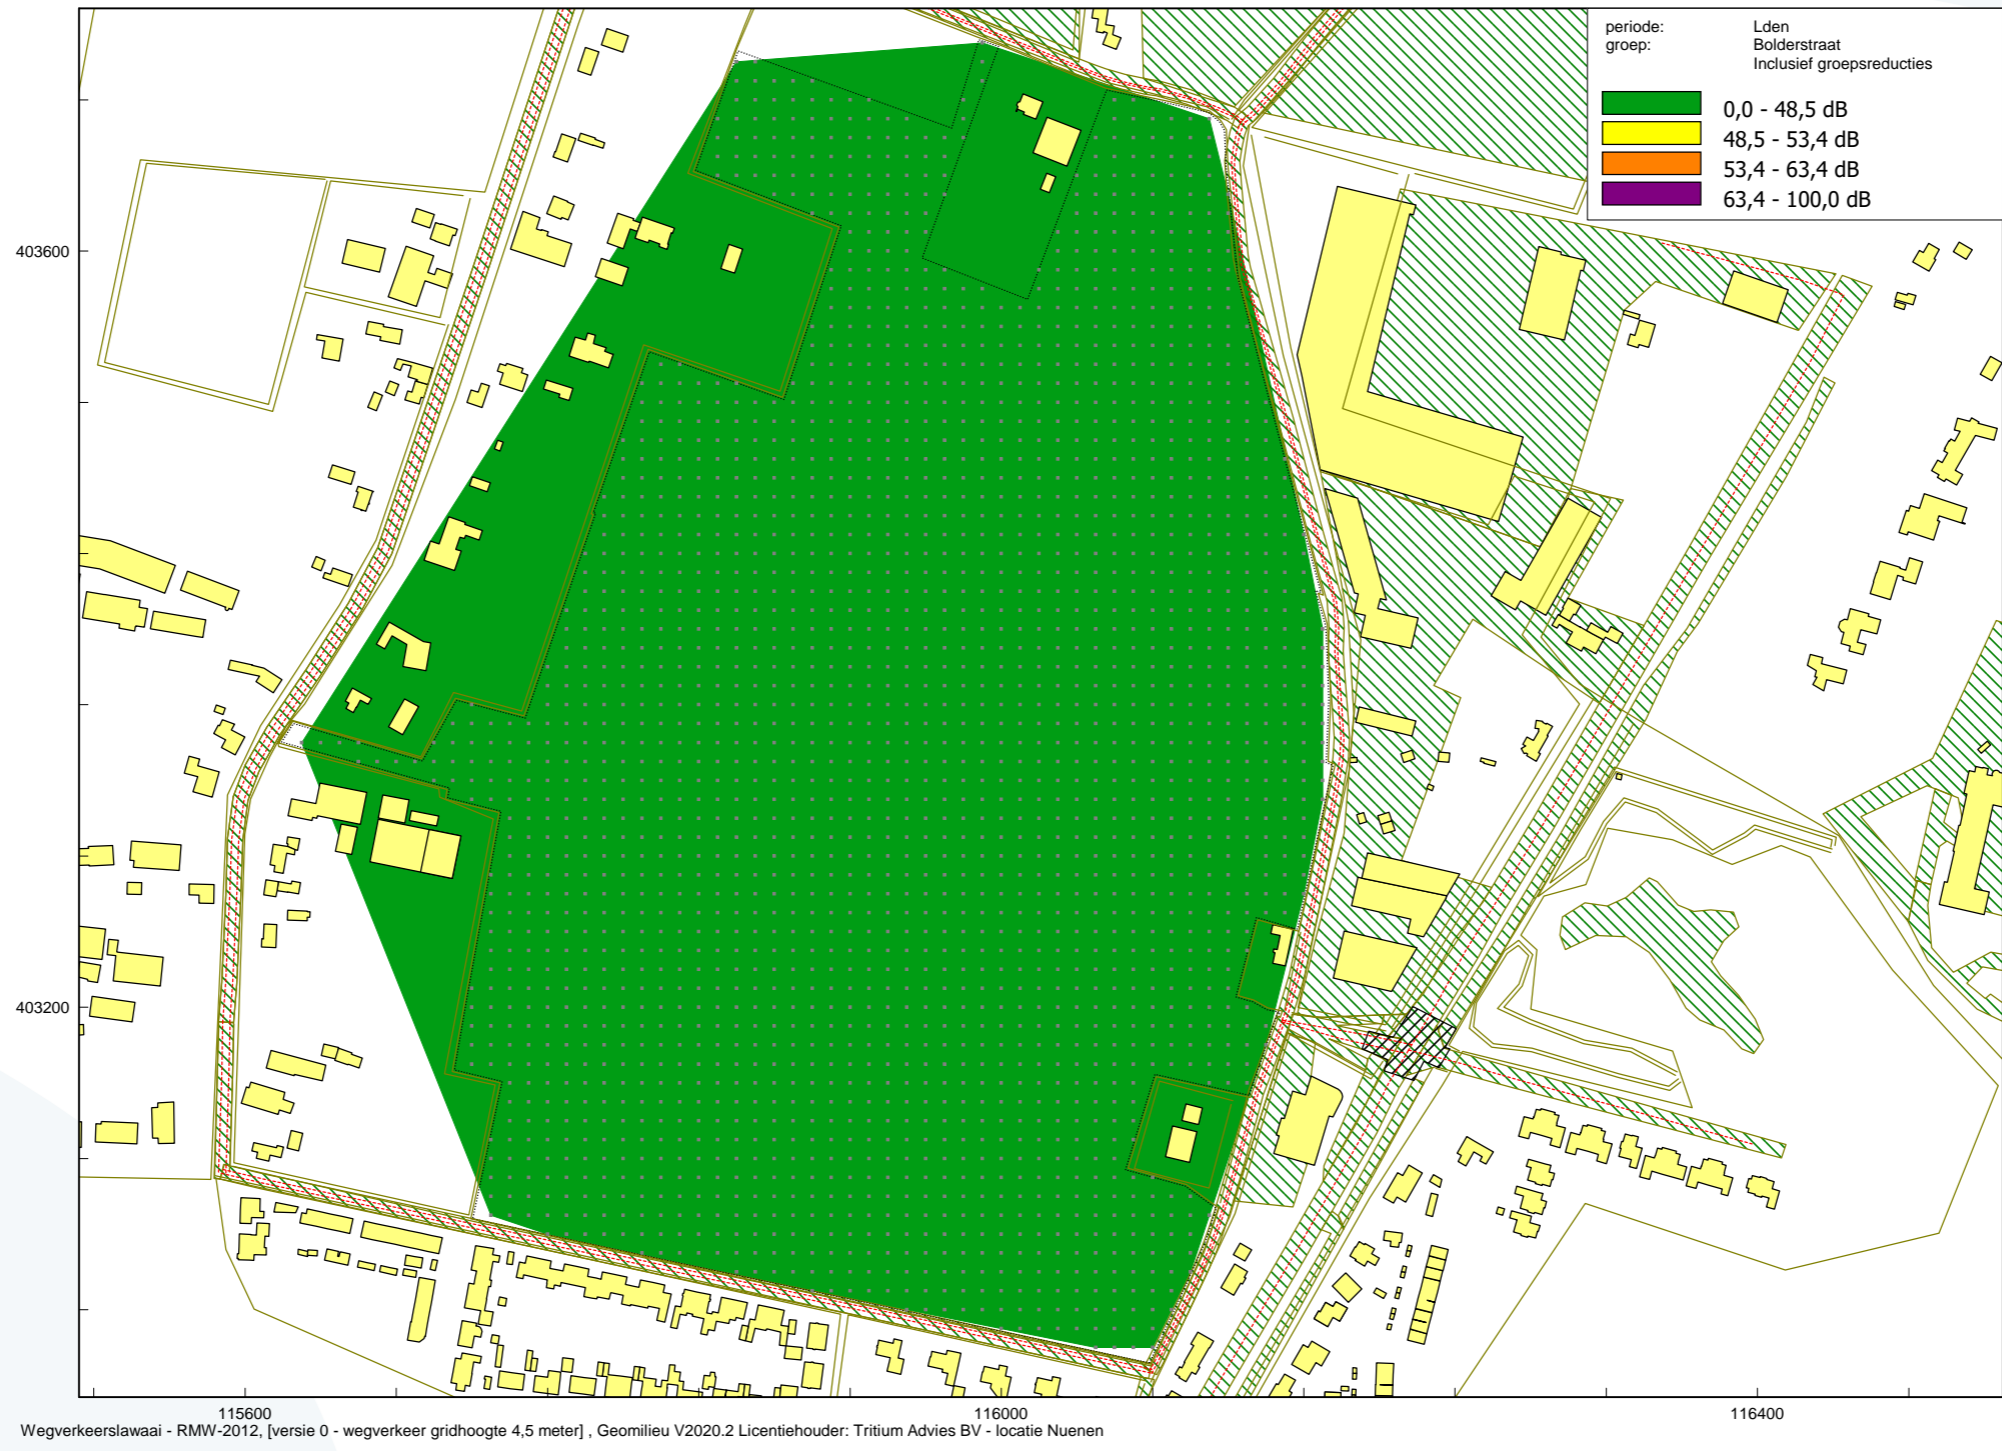 periode: Lden
groep: Bolderstraat
Inclusief groepsreducties
0,0 - 48,5 dB
48,5 - 53,4 dB
53,4 - 63,4 dB
63,4 - 100,0 dB
403600
403200
115600 116000 116400
Wegverkeerslawaai - RMW-2012, [versie 0 - wegverkeer gridhoogte 4,5 meter] , Geomilieu V2020.2 Licentiehouder: Tritium Advies BV - locatie Nuenen